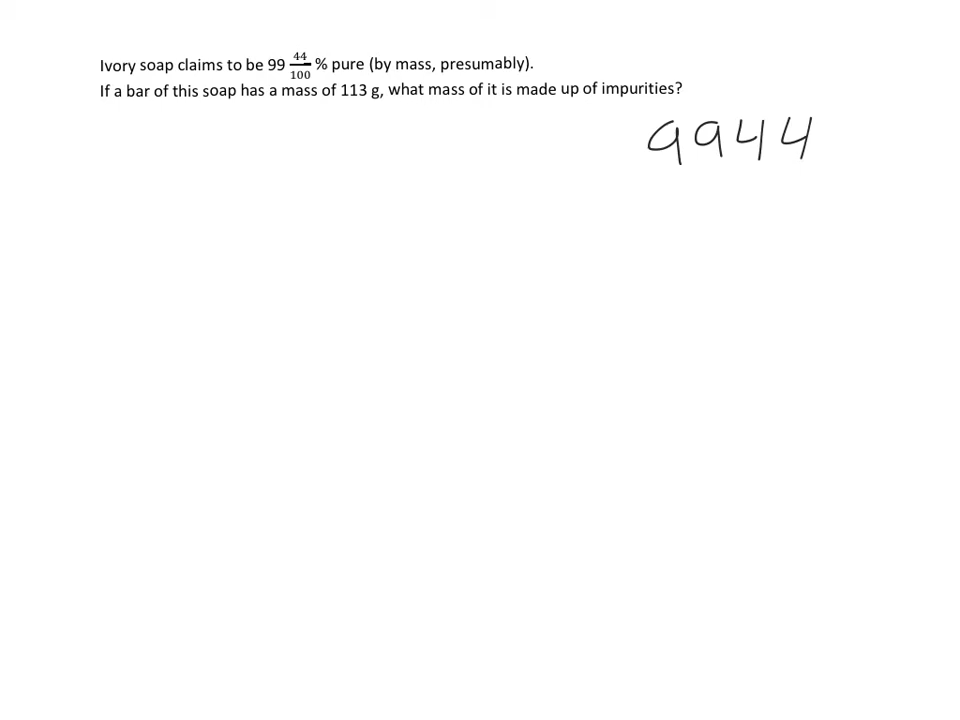 Ivory soap claims to be 99 44/100 % pure (by mass, presumably).
If a bar of this soap has a mass of 113 g, what mass of it is made up of impurities?
9944